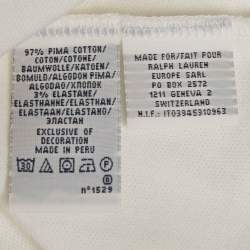 97% PIMA COTTON/
COTON/COTONE/
BAUMWOLLE/KATOEN/
BOMULD/ALGODON PIMA/
ALGODÃO/ХЛОПОК
3% ELASTANE/
ELASTHANNE/ELASTAN/
ELASTAAN/ELASTANO/
ЭЛАСТАН
EXCLUSIVE OF
DECORATION
MADE IN PERU
n°1529
MADE FOR/FAIT POUR
RALPH LAUREN
EUROPE SARL
PO BOX 2572
1211 GENEVA 2
SWITZERLAND
N.I.F.: IT03945310963